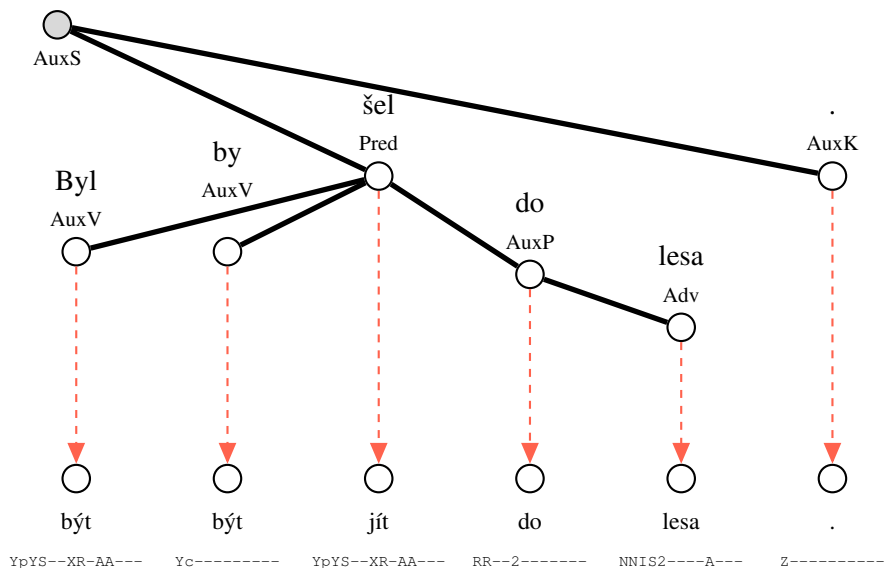 AuxS
šel .
Pred AuxK
by
AuxV
Byl
AuxV
do
AuxP
lesa
Adv
být být jít do lesa .
YpYS--XR-AA--- Yc--------- YpYS--XR-AA--- RR--2------- NNIS2----A--- Z----------